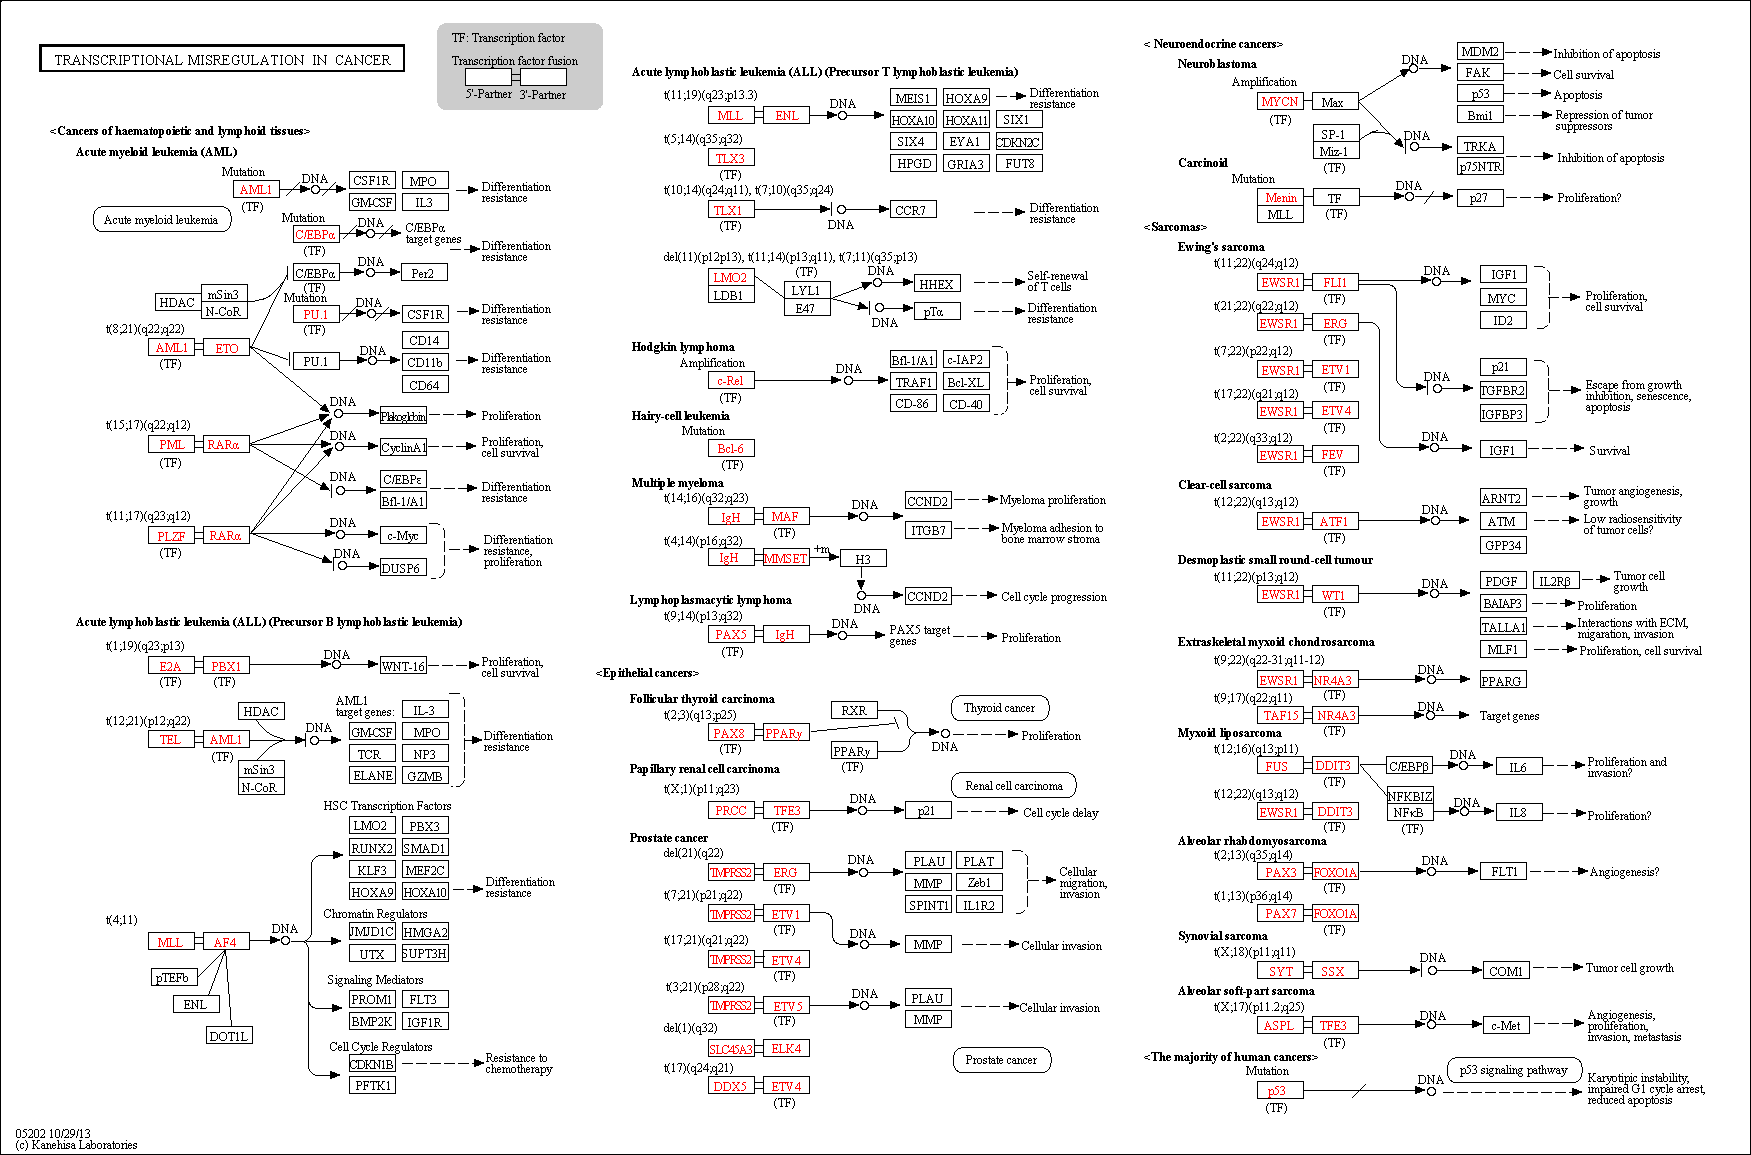 TRANSCRIPTIONAL MISREGULATION IN CANCER
TF: Transcription factor
Transcription factor fusion
5'-Partner 3'-Partner
<Cancers of haematopoietic and lymphoid tissues>
Acute myeloid leukemia (AML)
Mutation
AML1
(TF)
DNA
CSF1R
MPO
GM-CSF
IL3
Differentiation
resistance
Acute myeloid leukemia
Mutation
C/EBPα
(TF)
DNA
C/EBPα
target genes
Differentiation
resistance
C/EBPα
(TF)
DNA
Per2
HDAC
mSin3
N-CoR
Mutation
PU.1
(TF)
DNA
CSF1R
Differentiation
resistance
t(8;21)(q22;q22)
AML1
ETO
(TF)
PU.1
DNA
CD14
CD11b
CD64
Differentiation
resistance
DNA
Plakoglobin
Proliferation
t(15;17)(q22;q12)
PML
RARα
(TF)
DNA
CyclinA1
Proliferation,
cell survival
DNA
C/EBPε
Bfl-1/A1
Differentiation
resistance
t(11;17)(q23;q12)
PLZF
RARα
(TF)
DNA
c-Myc
DNA
DUSP6
Differentiation
resistance,
proliferation
Acute lymphoblastic leukemia (ALL) (Precursor B lymphoblastic leukemia)
t(1;19)(q23;p13)
E2A
PBX1
(TF)
(TF)
DNA
WNT-16
Proliferation,
cell survival
t(12;21)(p12;q22)
TEL
AML1
(TF)
HDAC
mSin3
N-CoR
DNA
AML1
target genes:
IL-3
GM-CSF
MPO
TCR
NP3
ELANE
GZMB
Differentiation
resistance
HSC Transcription Factors
LMO2
PBX3
RUNX2
SMAD1
KLF3
MEF2C
HOXA9
HOXA10
Differentiation
resistance
t(4;11)
MLL
AF4
pTEFb
ENL
DOT1L
DNA
Chromatin Regulators
JMJD1C
HMGA2
UTX
SUPT3H
Signaling Mediators
PROM1
FLT3
BMP2K
IGF1R
Cell Cycle Regulators
CDKN1B
PFTK1
Resistance to
chemotherapy
05202 10/29/13
(c) Kanehisa Laboratories
Acute lymphoblastic leukemia (ALL) (Precursor T lymphoblastic leukemia)
t(11;19)(q23;p13.3)
MLL
ENL
DNA
MEIS1
HOXA9
HOXA10
HOXA11
SIX1
SIX4
EYA1
CDKN2C
HPGD
GRIA3
FUT8
Differentiation
resistance
t(5;14)(q35;q32)
TLX3
(TF)
t(10;14)(q24;q11), t(7;10)(q35;q24)
TLX1
(TF)
DNA
CCR7
Differentiation
resistance
del(11)(p12p13), t(11;14)(p13;q11), t(7;11)(q35;p13)
LMO2
LDB1
(TF)
LYL1
E47
DNA
HHEX
Self-renewal
of T cells
DNA
pTα
Differentiation
resistance
Hodgkin lymphoma
Amplification
c-Rel
(TF)
DNA
Bfl-1/A1
c-IAP2
TRAF1
Bcl-XL
CD-86
CD-40
Proliferation,
cell survival
Hairy-cell leukemia
Mutation
Bcl-6
(TF)
Multiple myeloma
t(14;16)(q32;q23)
IgH
MAF
(TF)
DNA
CCND2
Myeloma proliferation
ITGB7
Myeloma adhesion to
bone marrow stroma
t(4;14)(p16;q32)
IgH
MMSET
+m
H3
DNA
CCND2
Cell cycle progression
Lymphoplasmacytic lymphoma
t(9;14)(p13;q32)
PAX5
IgH
(TF)
DNA
PAX5 target
genes
Proliferation
<Epithelial cancers>
Follicular thyroid carcinoma
t(2;3)(q13;p25)
PAX8
PPARγ
(TF)
RXR
PPARγ
(TF)
DNA
Thyroid cancer
Proliferation
Papillary renal cell carcinoma
t(X;1)(p11;q23)
PRCC
TFE3
(TF)
DNA
p21
Renal cell carcinoma
Cell cycle delay
Prostate cancer
del(21)(q22)
TMPRSS2
ERG
(TF)
DNA
PLAU
PLAT
MMP
Zeb1
SPINT1
IL1R2
Cellular
migration,
invasion
t(7;21)(p21;q22)
TMPRSS2
ETV1
(TF)
DNA
MMP
Cellular invasion
t(17;21)(q21;q22)
TMPRSS2
ETV4
(TF)
t(3;21)(p28;q22)
TMPRSS2
ETV5
(TF)
DNA
PLAU
MMP
Cellular invasion
del(1)(q32)
SLC45A3
ELK4
Prostate cancer
t(17)(q24;q21)
DDX5
ETV4
(TF)
< Neuroendocrine cancers>
Neuroblastoma
Amplification
MYCN
(TF)
Max
DNA
MDM2
Inhibition of apoptosis
FAK
Cell survival
p53
Apoptosis
Bmi1
Repression of tumor
suppressors
SP-1
Miz-1
(TF)
DNA
TRKA
p75NTR
Inhibition of apoptosis
Carcinoid
Mutation
Menin
MLL
TF
(TF)
DNA
p27
Proliferation?
<Sarcomas>
Ewing's sarcoma
t(11;22)(q24;q12)
EWSR1
FLI1
(TF)
DNA
IGF1
MYC
ID2
Proliferation,
cell survival
t(21;22)(q22;q12)
EWSR1
ERG
(TF)
t(7;22)(p22;q12)
EWSR1
ETV1
(TF)
DNA
p21
TGFBR2
IGFBP3
Escape from growth
inhibition, senescence,
apoptosis
t(17;22)(q21;q12)
EWSR1
ETV4
(TF)
t(2;22)(q33;q12)
EWSR1
FEV
(TF)
DNA
IGF1
Survival
Clear-cell sarcoma
t(12;22)(q13;q12)
EWSR1
ATF1
(TF)
DNA
ARNT2
Tumor angiogenesis,
growth
ATM
Low radiosensitivity
of tumor cells?
GPP34
Desmoplastic small round-cell tumour
t(11;22)(p13;q12)
EWSR1
WT1
(TF)
DNA
PDGF
IL2Rβ
Tumor cell
growth
BAIAP3
Proliferation
TALLA1
Interactions with ECM,
migaration, invasion
MLF1
Proliferation, cell survival
Extraskeletal myxoid chondrosarcoma
t(9;22)(q22-31;q11-12)
EWSR1
NR4A3
(TF)
DNA
PPARG
t(9;17)(q22;q11)
TAF15
NR4A3
(TF)
DNA
Target genes
Myxoid liposarcoma
t(12;16)(q13;p11)
FUS
DDIT3
(TF)
C/EBPβ
DNA
IL6
Proliferation and
invasion?
t(12;22)(q13;q12)
EWSR1
DDIT3
(TF)
NFKBIZ
NFκB
(TF)
DNA
IL8
Proliferation?
Alveolar rhabdomyosarcoma
t(2;13)(q35;q14)
PAX3
FOXO1A
(TF)
DNA
FLT1
Angiogenesis?
t(1;13)(p36;q14)
PAX7
FOXO1A
(TF)
Synovial sarcoma
t(X;18)(p11;q11)
SYT
SSX
DNA
COM1
Tumor cell growth
Alveolar soft-part sarcoma
t(X;17)(p11.2;q25)
ASPL
TFE3
(TF)
DNA
c-Met
Angiogenesis,
proliferation,
invasion, metastasis
<The majority of human cancers>
Mutation
p53
(TF)
DNA
p53 signaling pathway
Karyotipic instability,
impaired G1 cycle arrest,
reduced apoptosis